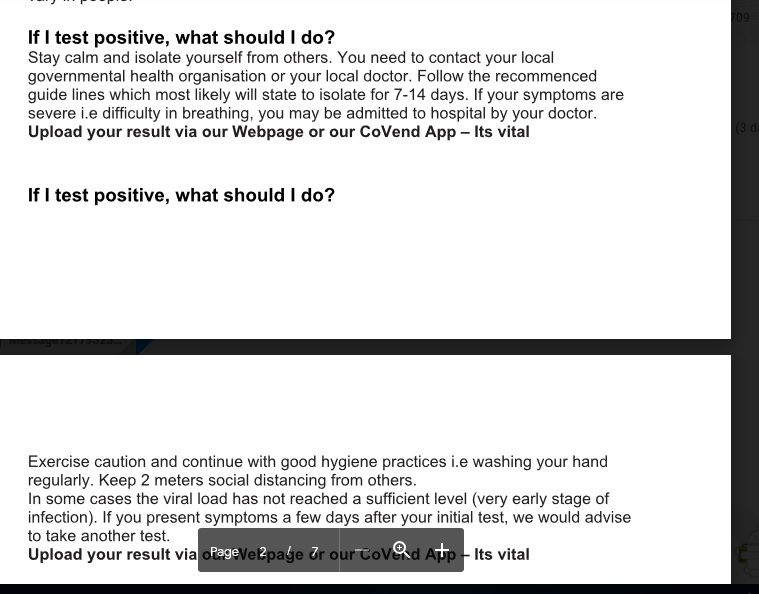 If I test positive, what should I do?
Stay calm and isolate yourself from others. You need to contact your local
governmental health organisation or your local doctor. Follow the recommenced
guide lines which most likely will state to isolate for 7-14 days. If your symptoms are
severe i.e difficulty in breathing, you may be admitted to hospital by your doctor.
Upload your result via our Webpage or our CoVend App – Its vital
If I test positive, what should I do?
Exercise caution and continue with good hygiene practices i.e washing your hand
regularly. Keep 2 meters social distancing from others.
In some cases the viral load has not reached a sufficient level (very early stage of
infection). If you present symptoms a few days after your initial test, we would advise
to take another test.
Upload your result via our Webpage or our CoVend App – Its vital
Page 2 / 7